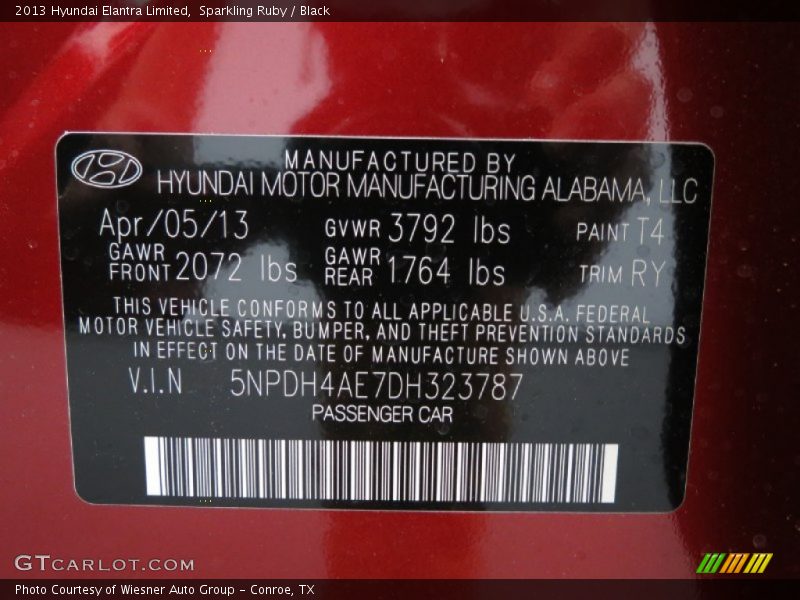 2013 Hyundai Elantra Limited, Sparkling Ruby / Black
MANUFACTURED BY
HYUNDAI MOTOR MANUFACTURING ALABAMA, LLC
Apr/05/13 GVWR 3792 lbs PAINT T4
GAWR FRONT 2072 lbs GAWR REAR 1764 lbs TRIM RY
THIS VEHICLE CONFORMS TO ALL APPLICABLE U.S.A. FEDERAL
MOTOR VEHICLE SAFETY, BUMPER, AND THEFT PREVENTION STANDARDS
IN EFFECT ON THE DATE OF MANUFACTURE SHOWN ABOVE
V.I.N 5NPDH4AE7DH323787
PASSENGER CAR
GTCARLOT.COM
Photo Courtesy of Wiesner Auto Group - Conroe, TX